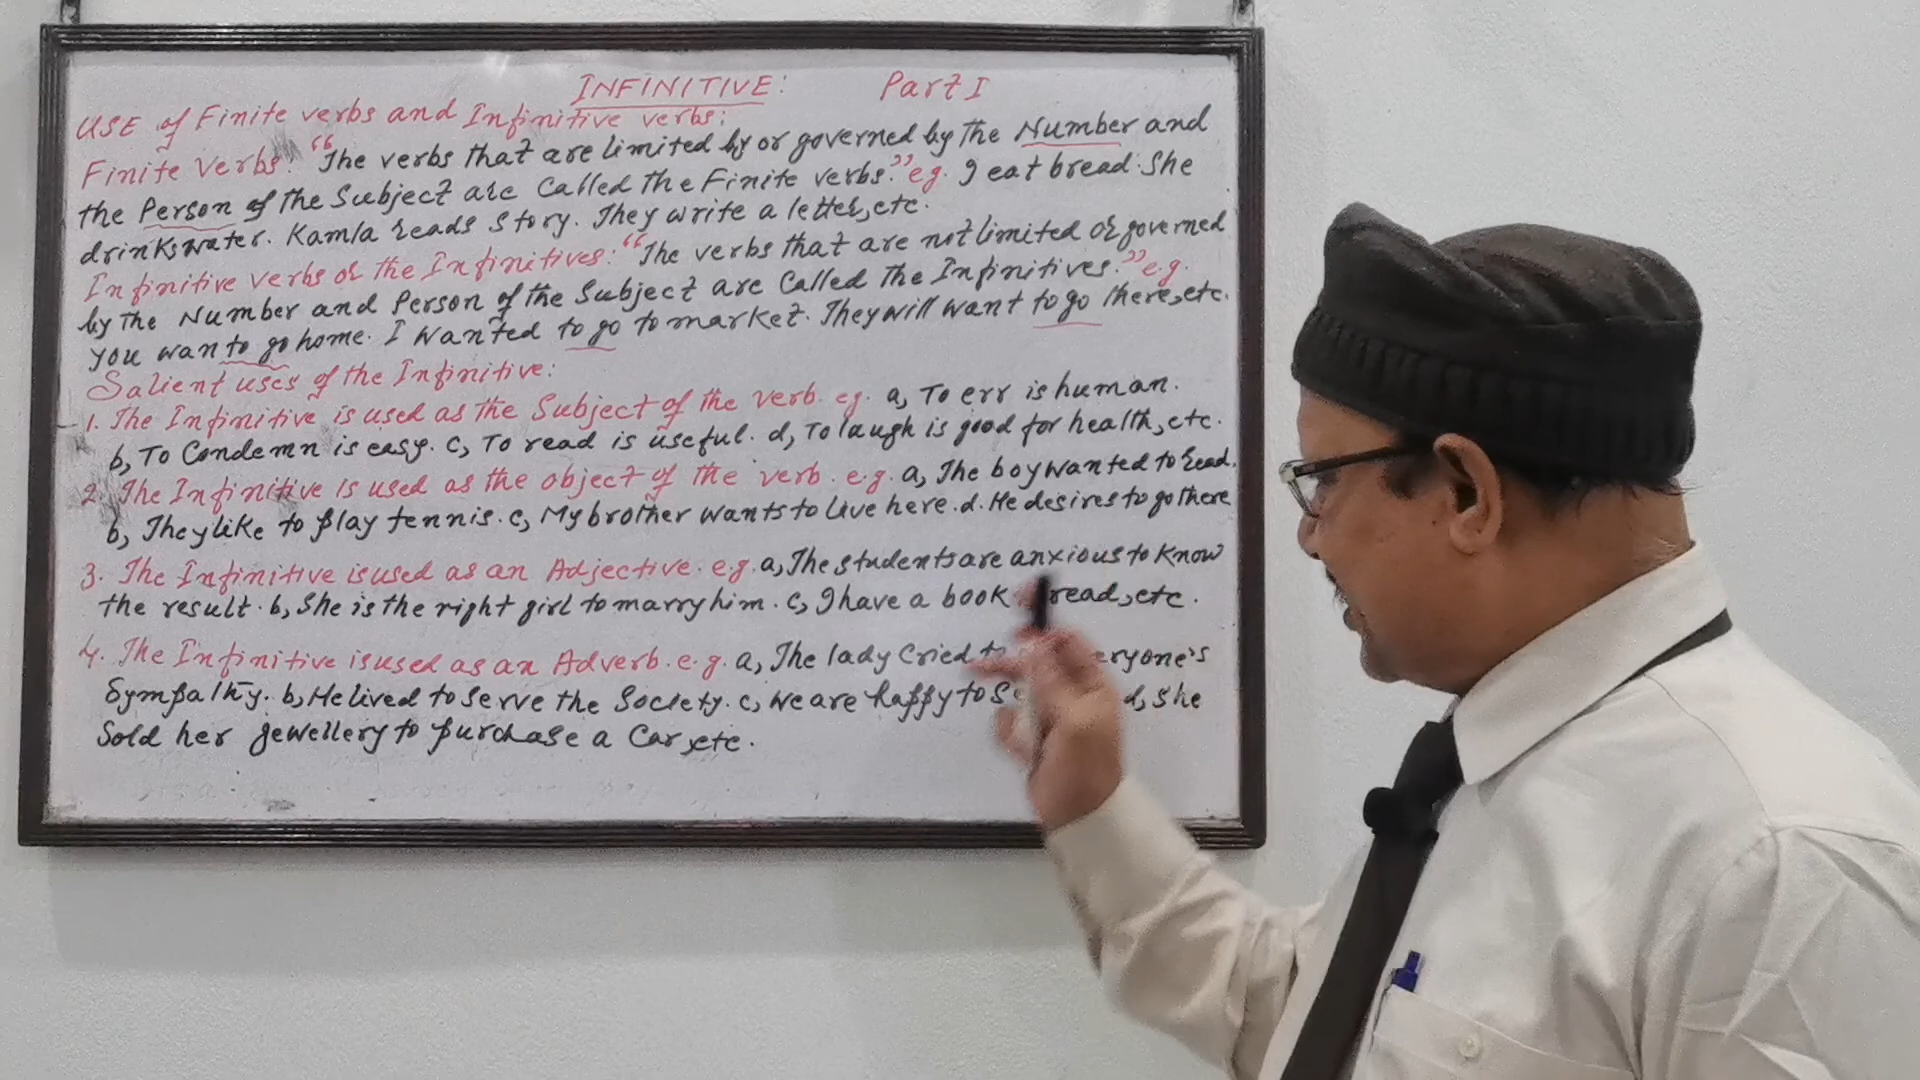 INFINITIVE: Part I
USE of Finite verbs and Infinitive verbs:
Finite Verbs: "The verbs that are limited by or governed by the Number and
the Person of the Subject are called the Finite verbs." eg. I eat bread. She
drinks water. Kamla reads story. They write a letter, etc.
Infinitive verbs or the Infinitives: "The verbs that are not limited or governed
by the Number and Person of the Subject are called the Infinitives." e.g.
You want to go home. I wanted to go to market. They will want to go there, etc.
Salient uses of the Infinitive:
1. The Infinitive is used as the Subject of the verb. eg. a, To err is human.
b, To Condemn is easy. c, To read is useful. d, To laugh is good for health, etc.
2. The Infinitive is used as the object of the verb. e.g. a, The boy wanted to read.
b, They like to play tennis. c, My brother wants to live here. d. He desires to go there
3. The Infinitive is used as an Adjective. e.g. a, The students are anxious to know
the result. b, She is the right girl to marry him. c, I have a book read, etc.
4. The Infinitive is used as an Adverb. e.g. a, The lady cried
Sympathy. b, He lived to serve the Society. c, We are happy to d, She
Sold her jewellery to purchase a Car, etc.